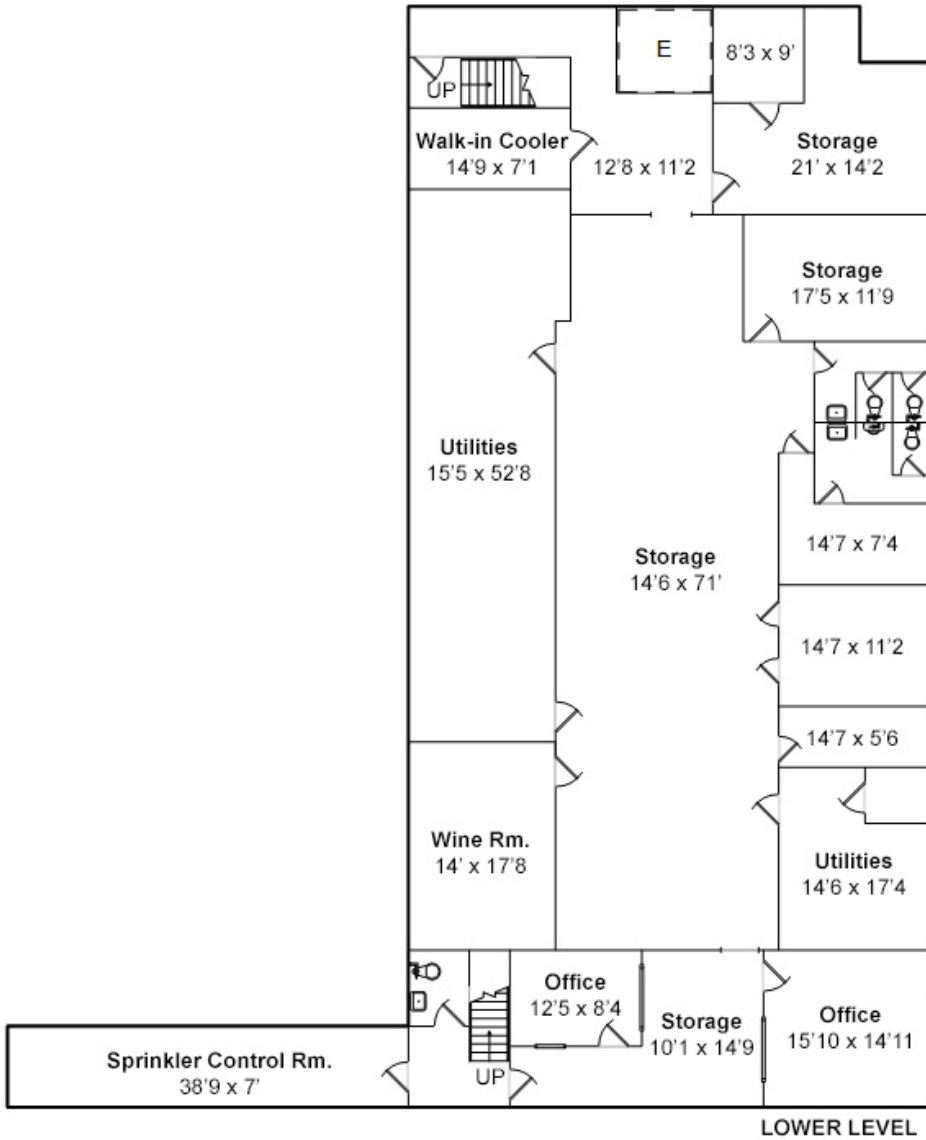 E
8'3 x 9'
UP
Walk-in Cooler
14'9 x 7'1
12'8 x 11'2
Storage
21' x 14'2
Storage
17'5 x 11'9
Utilities
15'5 x 52'8
Storage
14'6 x 71'
14'7 x 7'4
14'7 x 11'2
14'7 x 5'6
Wine Rm.
14' x 17'8
Utilities
14'6 x 17'4
Office
12'5 x 8'4
Storage
10'1 x 14'9
Office
15'10 x 14'11
Sprinkler Control Rm.
38'9 x 7'
UP
LOWER LEVEL